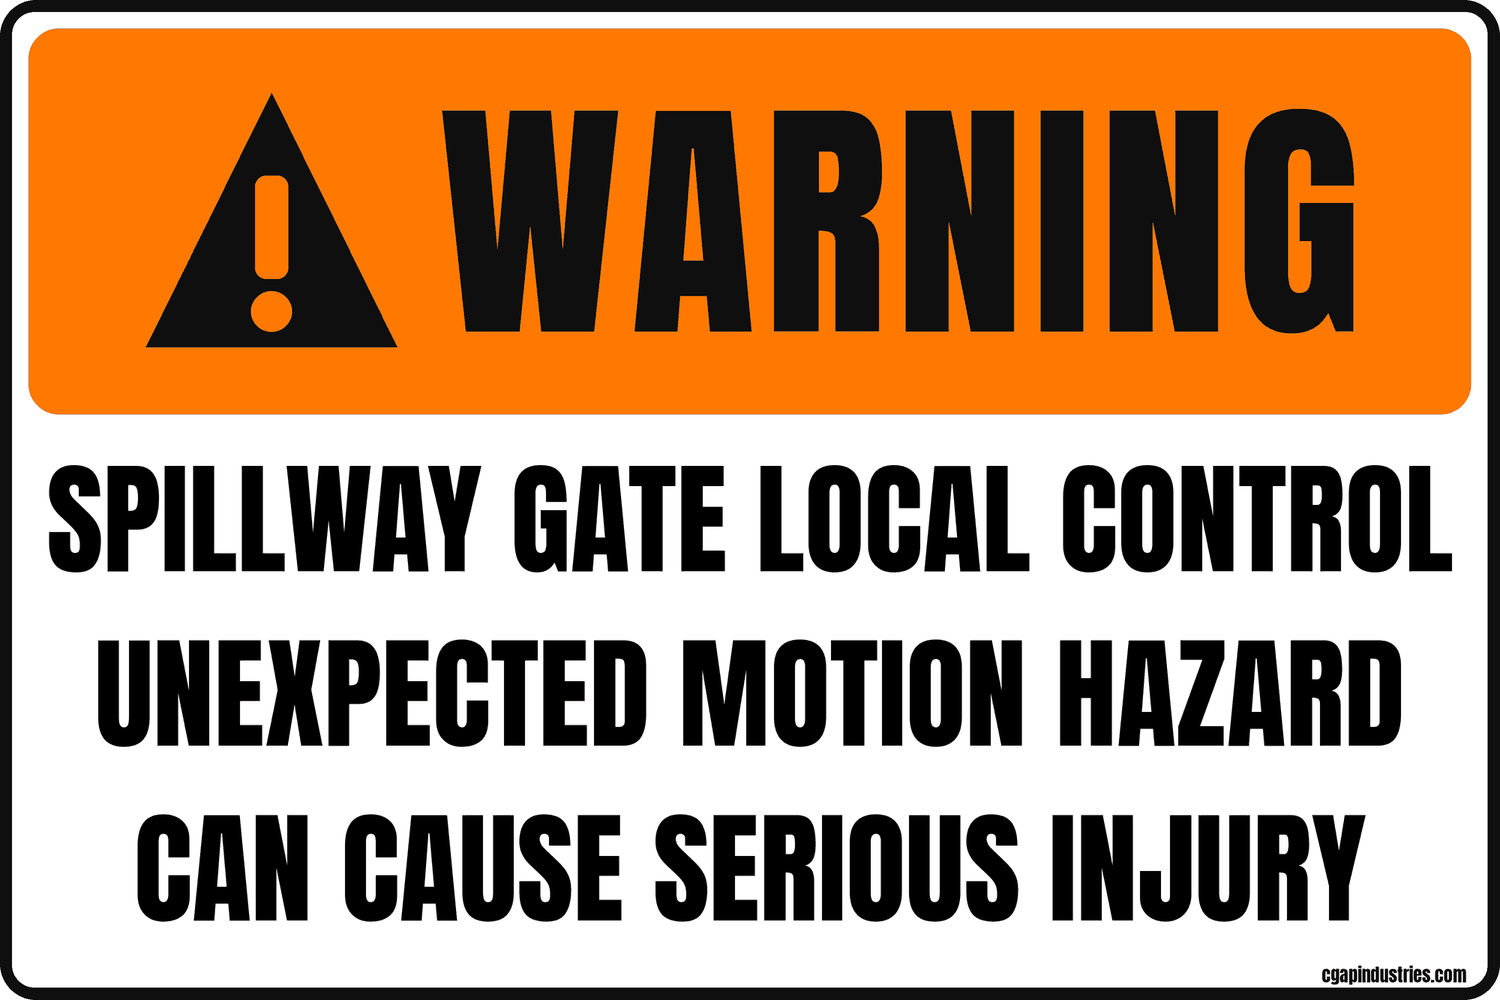 WARNING
SPILLWAY GATE LOCAL CONTROL
UNEXPECTED MOTION HAZARD
CAN CAUSE SERIOUS INJURY
cgapindustries.com